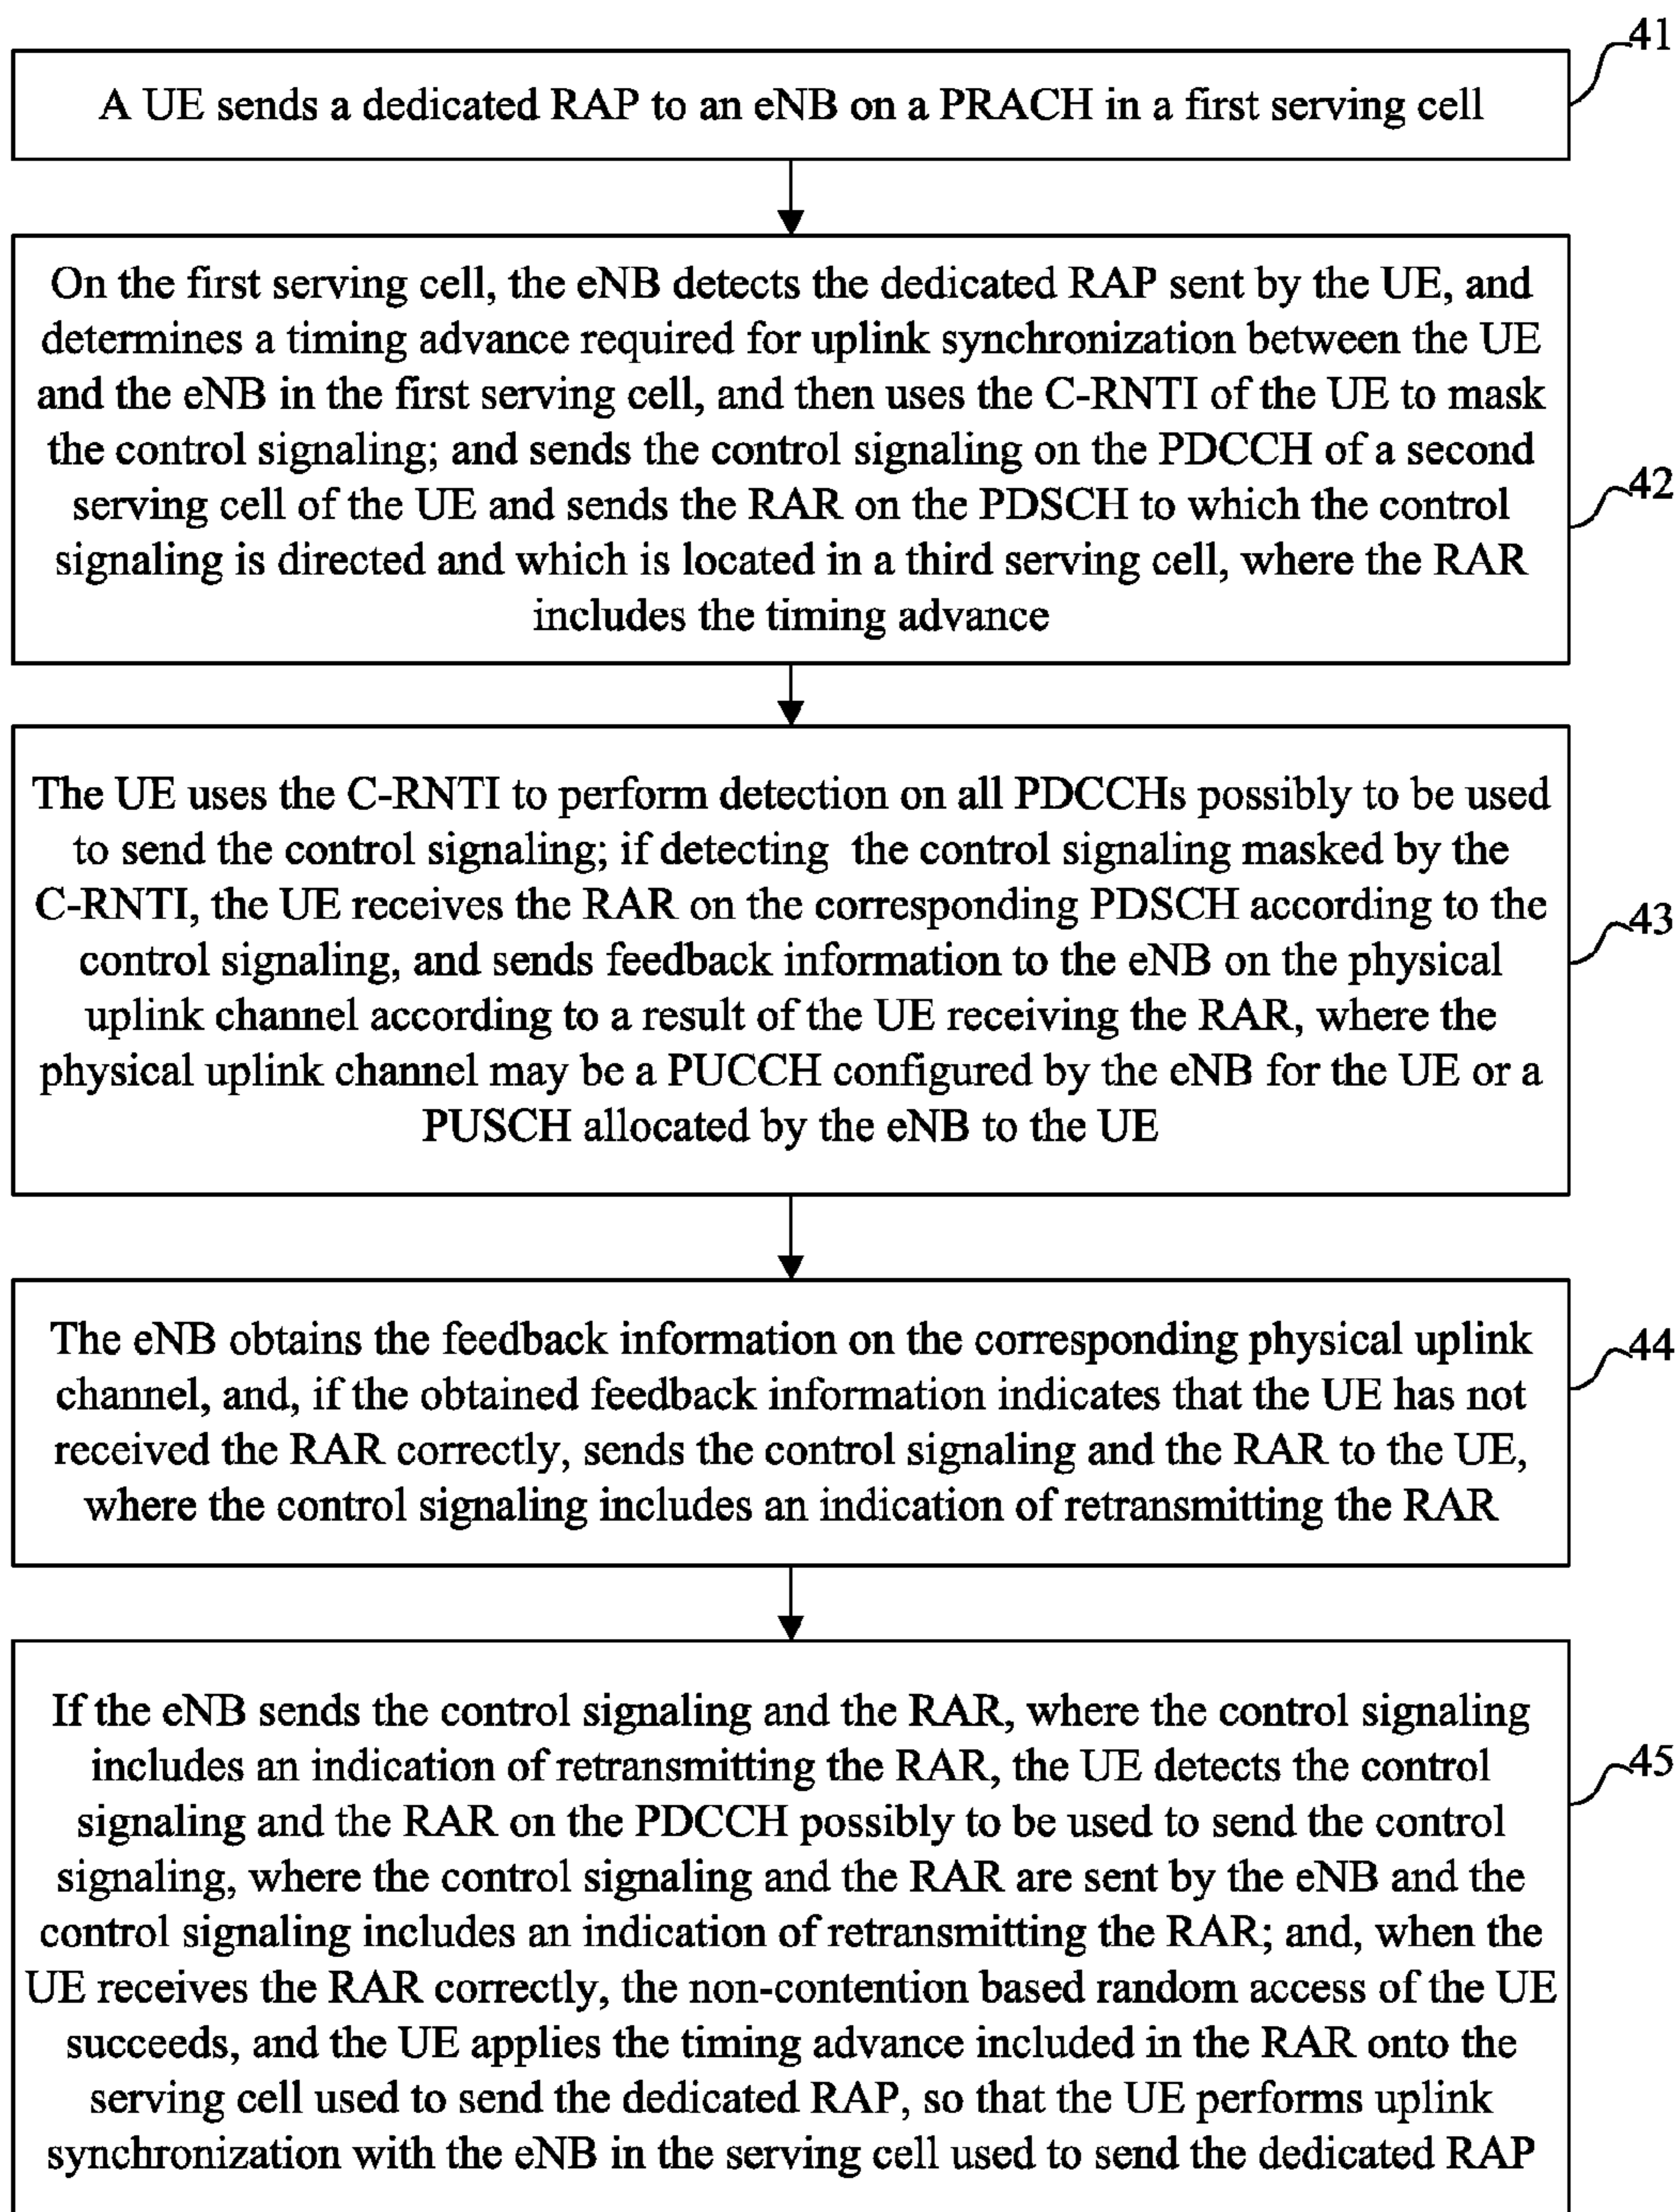 41
A UE sends a dedicated RAP to an eNB on a PRACH in a first serving cell
On the first serving cell, the eNB detects the dedicated RAP sent by the UE, and
determines a timing advance required for uplink synchronization between the UE
and the eNB in the first serving cell, and then uses the C-RNTI of the UE to mask
the control signaling; and sends the control signaling on the PDCCH of a second
serving cell of the UE and sends the RAR on the PDSCH to which the control
signaling is directed and which is located in a third serving cell, where the RAR
includes the timing advance
42
The UE uses the C-RNTI to perform detection on all PDCCHs possibly to be used
to send the control signaling; if detecting the control signaling masked by the
C-RNTI, the UE receives the RAR on the corresponding PDSCH according to the
control signaling, and sends feedback information to the eNB on the physical
uplink channel according to a result of the UE receiving the RAR, where the
physical uplink channel may be a PUCCH configured by the eNB for the UE or a
PUSCH allocated by the eNB to the UE
43
The eNB obtains the feedback information on the corresponding physical uplink
channel, and, if the obtained feedback information indicates that the UE has not
received the RAR correctly, sends the control signaling and the RAR to the UE,
where the control signaling includes an indication of retransmitting the RAR
44
If the eNB sends the control signaling and the RAR, where the control signaling
includes an indication of retransmitting the RAR, the UE detects the control
signaling and the RAR on the PDCCH possibly to be used to send the control
signaling, where the control signaling and the RAR are sent by the eNB and the
control signaling includes an indication of retransmitting the RAR; and, when the
UE receives the RAR correctly, the non-contention based random access of the UE
succeeds, and the UE applies the timing advance included in the RAR onto the
serving cell used to send the dedicated RAP, so that the UE performs uplink
synchronization with the eNB in the serving cell used to send the dedicated RAP
45